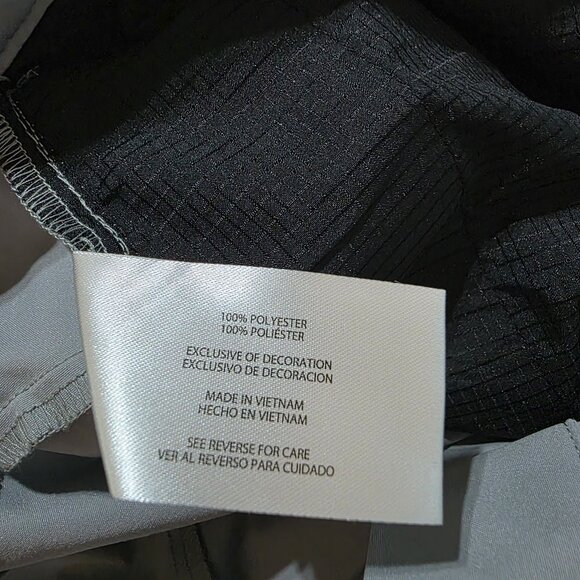 100% POLYESTER
100% POLIÉSTER
EXCLUSIVE OF DECORATION
EXCLUSIVO DE DECORACION
MADE IN VIETNAM
HECHO EN VIETNAM
SEE REVERSE FOR CARE
VER AL REVERSO PARA CUIDADO